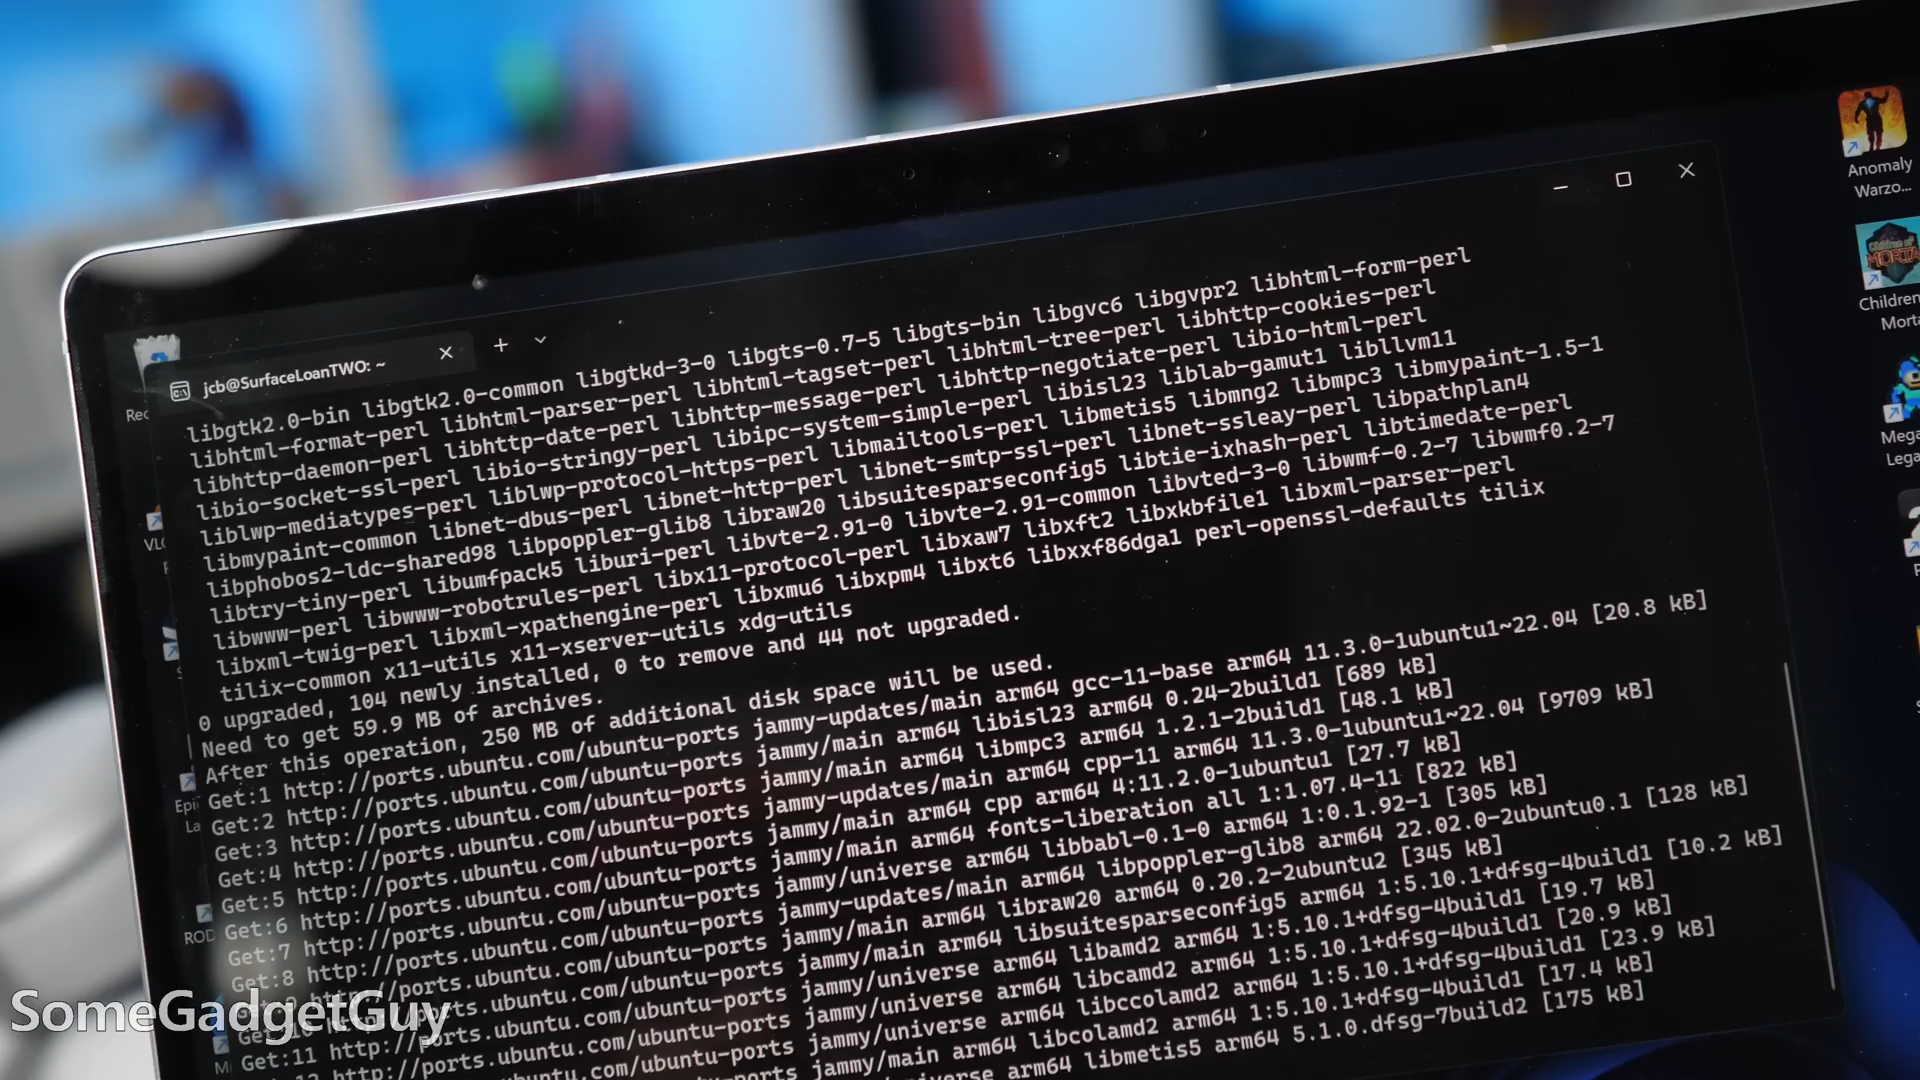 Anomaly
Warzo...
Children of
MORTA
Children
Morta
Mega
Lega
Rec
jcb@SurfaceLoanTWO: ~
libgtk2.0-bin libgtk2.0-common libgtkd-3-0 libgts-0.7-5 libgts-bin libgvc6 libgvpr2 libhtml-form-perl
libhtml-format-perl libhtml-parser-perl libhtml-tagset-perl libhtml-tree-perl libhttp-cookies-perl
libhttp-daemon-perl libhttp-date-perl libhttp-message-perl libhttp-negotiate-perl libio-html-perl
libio-socket-ssl-perl libio-stringy-perl libipc-system-simple-perl libisl23 liblab-gamut1 libllvm11
liblwp-mediatypes-perl liblwp-protocol-https-perl libmailtools-perl libmetis5 libmng2 libmpc3 libmypaint-1.5-1
libmypaint-common libnet-dbus-perl libnet-http-perl libnet-smtp-ssl-perl libnet-ssleay-perl libpathplan4
libphobos2-ldc-shared98 libpoppler-glib8 libraw20 libsuitesparseconfig5 libtie-ixhash-perl libtimedate-perl
libtry-tiny-perl libumfpack5 liburi-perl libvte-2.91-0 libvte-2.91-common libvted-3-0 libwmf-0.2-7 libwmf0.2-7
libwww-perl libwww-robotrules-perl libx11-protocol-perl libxaw7 libxft2 libxkbfile1 libxml-parser-perl
libxml-twig-perl libxml-xpathengine-perl libxmu6 libxpm4 libxt6 libxxf86dga1 perl-openssl-defaults tilix
tilix-common x11-utils x11-xserver-utils xdg-utils
0 upgraded, 104 newly installed, 0 to remove and 44 not upgraded.
Need to get 59.9 MB of archives.
After this operation, 250 MB of additional disk space will be used.
Get:1 http://ports.ubuntu.com/ubuntu-ports jammy-updates/main arm64 gcc-11-base arm64 11.3.0-1ubuntu1~22.04 [20.8 kB]
Get:2 http://ports.ubuntu.com/ubuntu-ports jammy/main arm64 libisl23 arm64 0.24-2build1 [689 kB]
Get:3 http://ports.ubuntu.com/ubuntu-ports jammy/main arm64 libmpc3 arm64 1.2.1-2build1 [48.1 kB]
Get:4 http://ports.ubuntu.com/ubuntu-ports jammy-updates/main arm64 cpp-11 arm64 11.3.0-1ubuntu1~22.04 [9709 kB]
Get:5 http://ports.ubuntu.com/ubuntu-ports jammy/main arm64 cpp arm64 4:11.2.0-1ubuntu1 [27.7 kB]
Get:6 http://ports.ubuntu.com/ubuntu-ports jammy/main arm64 fonts-liberation all 1:1.07.4-11 [822 kB]
Get:7 http://ports.ubuntu.com/ubuntu-ports jammy/universe arm64 libbabl-0.1-0 arm64 1:0.1.92-1 [305 kB]
Get:8 http://ports.ubuntu.com/ubuntu-ports jammy-updates/main arm64 libpoppler-glib8 arm64 22.02.0-2ubuntu0.1 [128 kB]
http://ports.ubuntu.com/ubuntu-ports jammy/main arm64 libraw20 arm64 0.20.2-2ubuntu2 [345 kB]
ports.ubuntu.com/ubuntu-ports jammy/main arm64 libsuitesparseconfig5 arm64 1:5.10.1+dfsg-4build1 [10.2 kB]
Get:11 http://ports.ubuntu.com/ubuntu-ports jammy/universe arm64 libamd2 arm64 1:5.10.1+dfsg-4build1 [19.7 kB]
http://ports.ubuntu.com/ubuntu-ports jammy/universe arm64 libcamd2 arm64 1:5.10.1+dfsg-4build1 [20.9 kB]
ubuntu-ports jammy/universe arm64 libccolamd2 arm64 1:5.10.1+dfsg-4build1 [23.9 kB]
jammy/main arm64 libcolamd2 arm64 1:5.10.1+dfsg-4build1 [17.4 kB]
arm64 libmetis5 arm64 5.1.0.dfsg-7build2 [175 kB]
VLC
Epi
La
ROD
SomeGadgetGuy